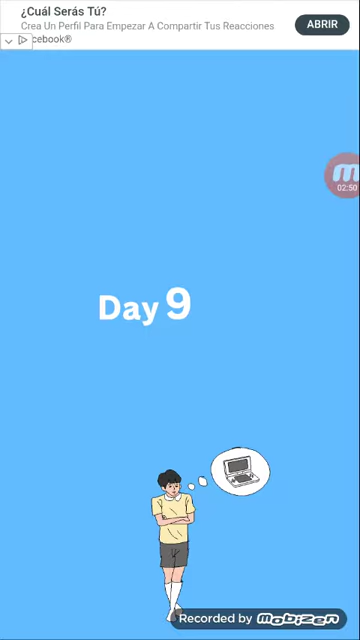 ¿Cuál Serás Tú?
Crea Un Perfil Para Empezar A Compartir Tus Reacciones
cebook®
ABRIR
02:50
Day 9
Recorded by Mobizen